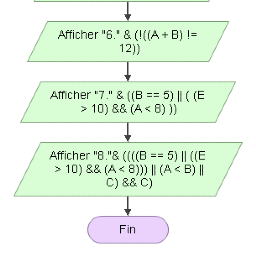 Afficher "6." & (!((A + B) !=
12))
Afficher "7."& ((B == 5) || ( (E
> 10) && (A < 8) ))
Afficher "8."& ((((B == 5) || ((E
> 10) && (A < 8))) || (A < B) ||
C) && C)
Fin